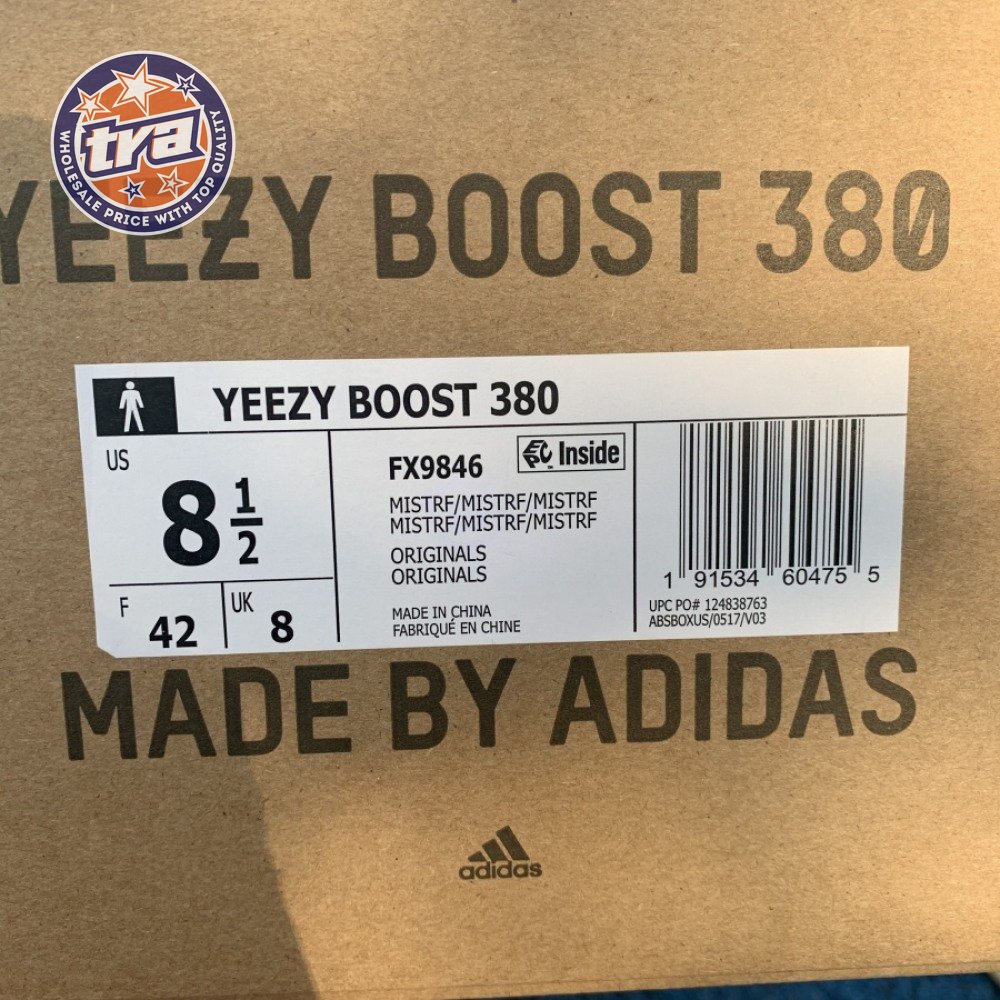 tra
WHOLESALE PRICE WITH TOP QUALITY
YEEZY BOOST 380
YEEZY BOOST 380
US
8 1/2
F
42
UK
8
FX9846
EPC Inside
MISTRF/MISTRF/MISTRF
MISTRF/MISTRF/MISTRF
ORIGINALS
ORIGINALS
MADE IN CHINA
FABRIQUÉ EN CHINE
1 91534 60475 5
UPC PO# 124838763
ABSBOXUS/0517/V03
MADE BY ADIDAS
adidas